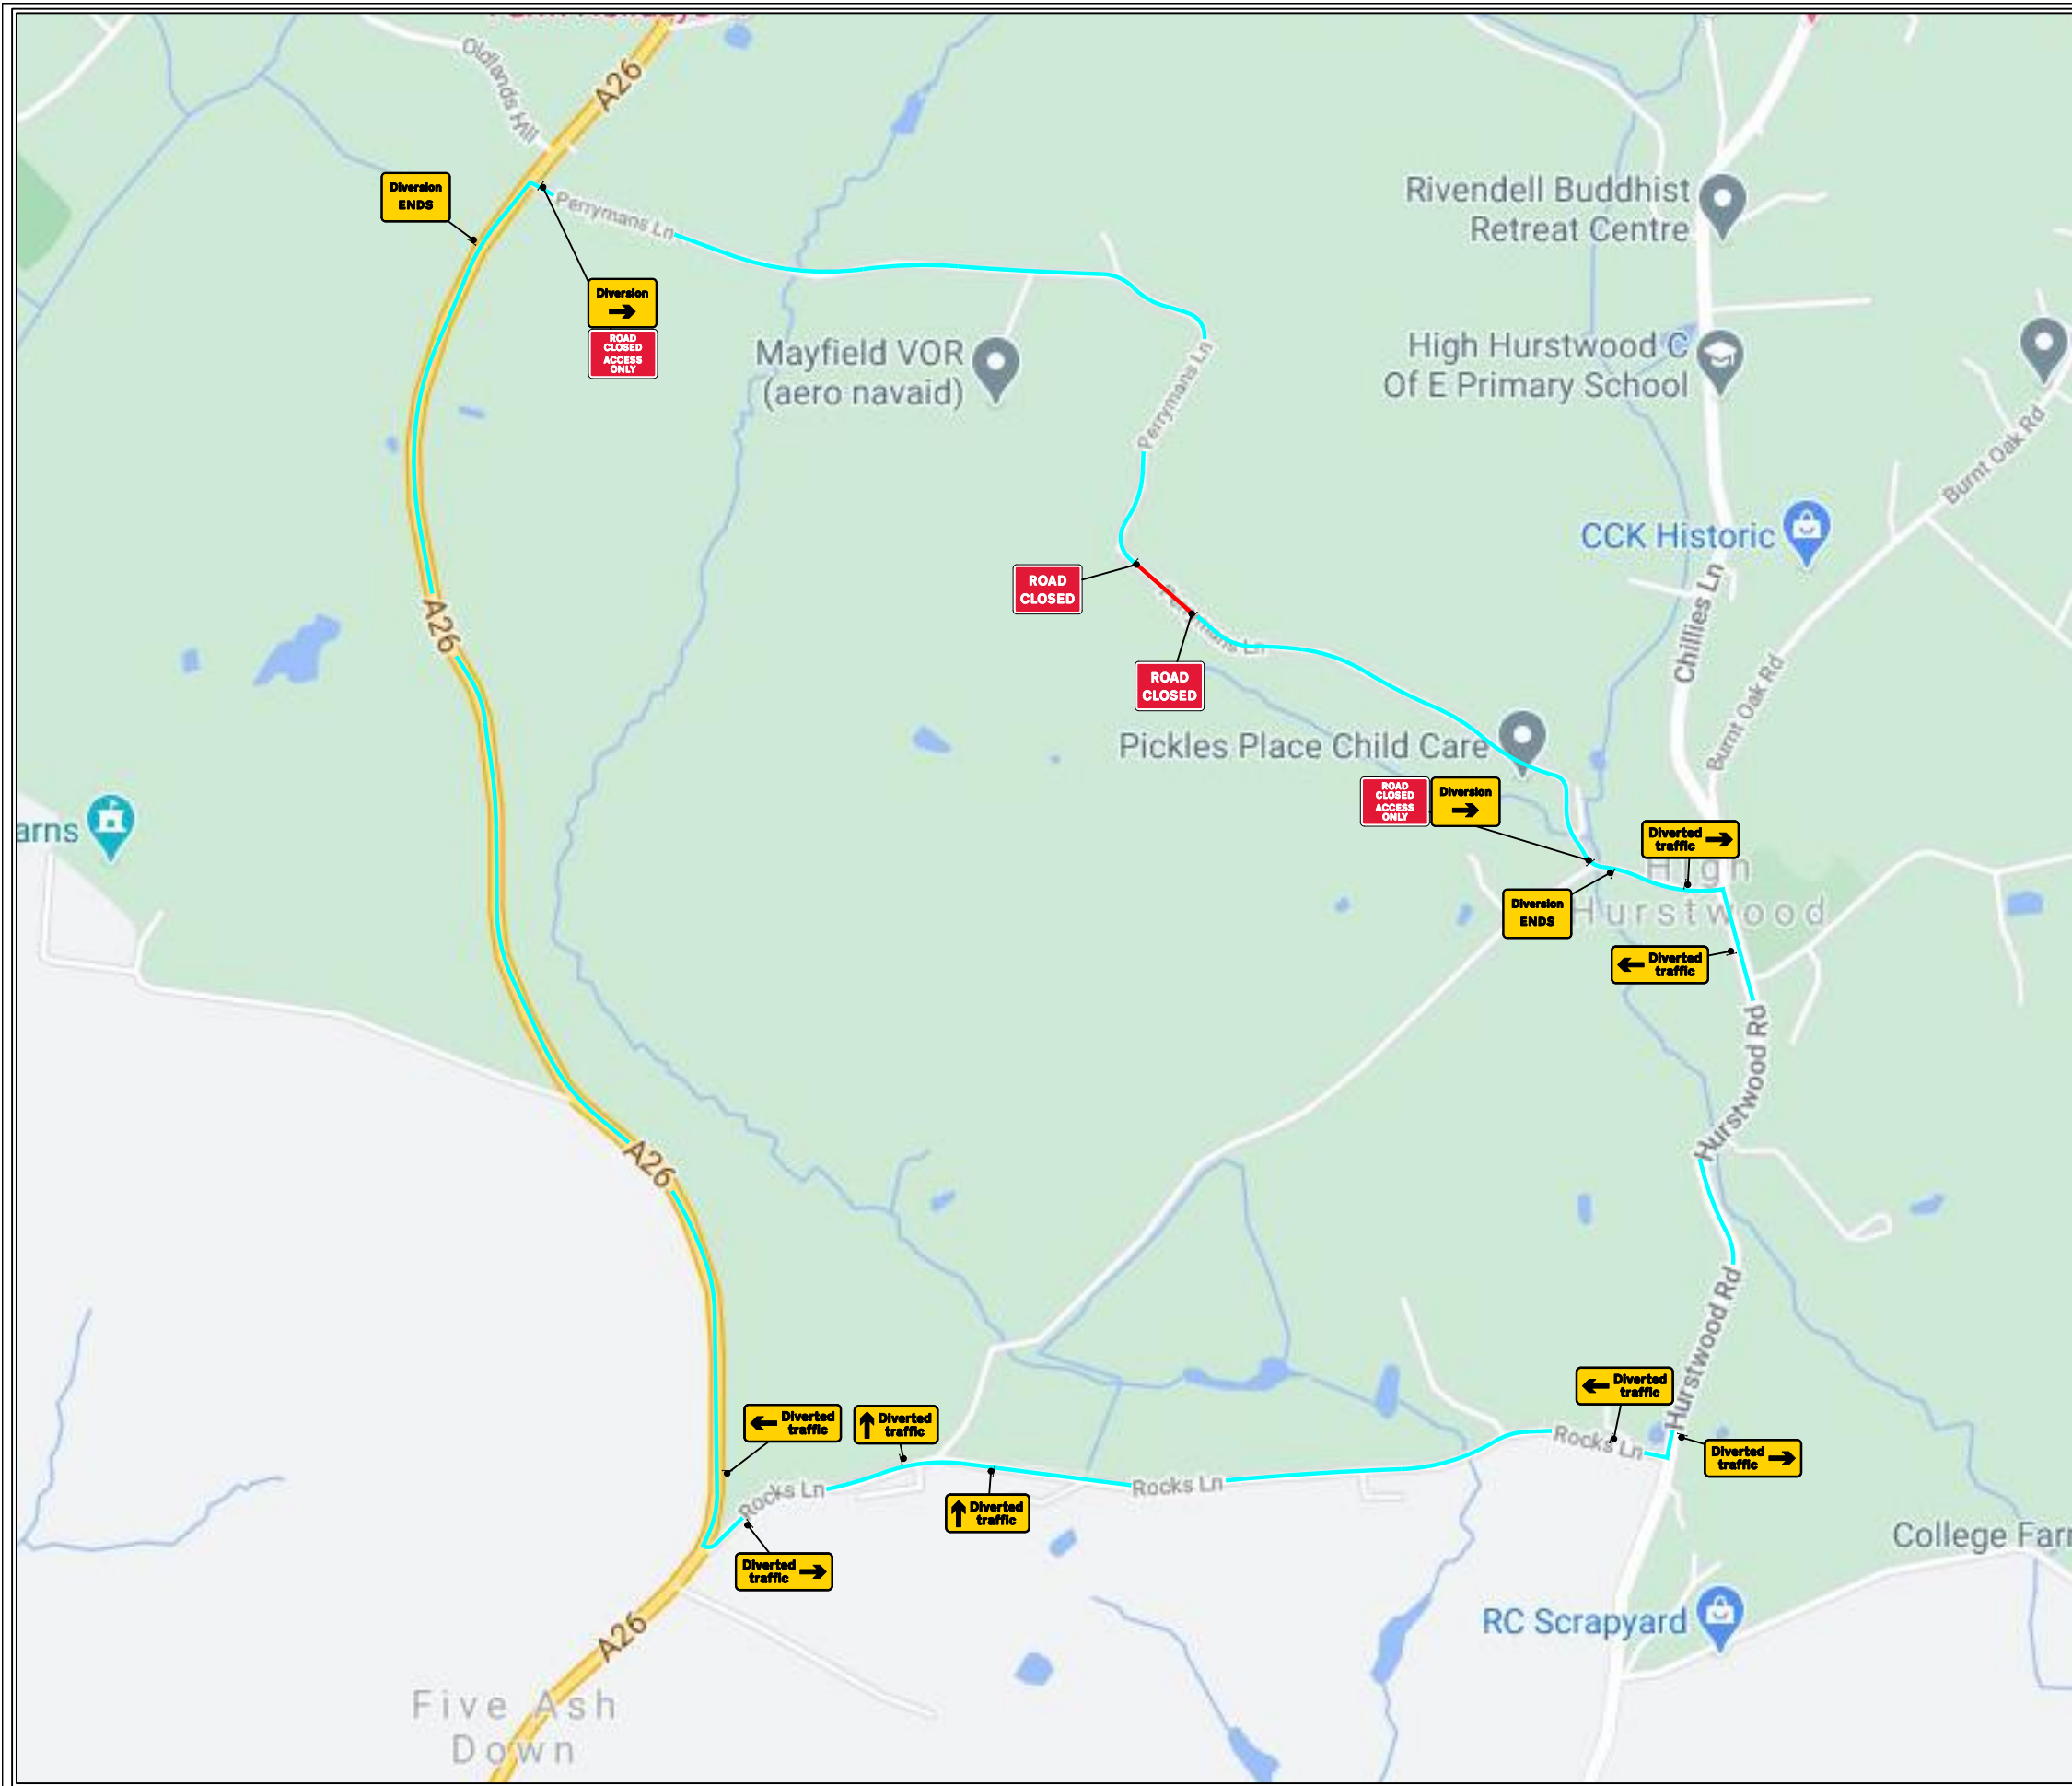 Oldlands Hill
A26
Diversion
ENDS
Perrymans Ln
Diversion
ROAD
CLOSED
ACCESS
ONLY
Rivendell Buddhist
Retreat Centre
Mayfield VOR
(aero navaid)
High Hurstwood C
Of E Primary School
Perrymans Ln
Burnt Oak Rd
CCK Historic
ROAD
CLOSED
Chillies Ln
A26
Perrymans Ln
ROAD
CLOSED
Burnt Oak Rd
Pickles Place Child Care
ROAD
CLOSED
ACCESS
ONLY
Diversion
Diverted
traffic
arns
High
Hurstwood
Diversion
ENDS
Diverted
traffic
Hurstwood Rd
A26
Hurstwood Rd
Diverted
traffic
Diverted
traffic
Diverted
traffic
Rocks Ln
Diverted
traffic
Rocks Ln
Rocks Ln
Diverted
traffic
Diverted
traffic
College Farm
RC Scrapyard
A26
Five Ash
Down